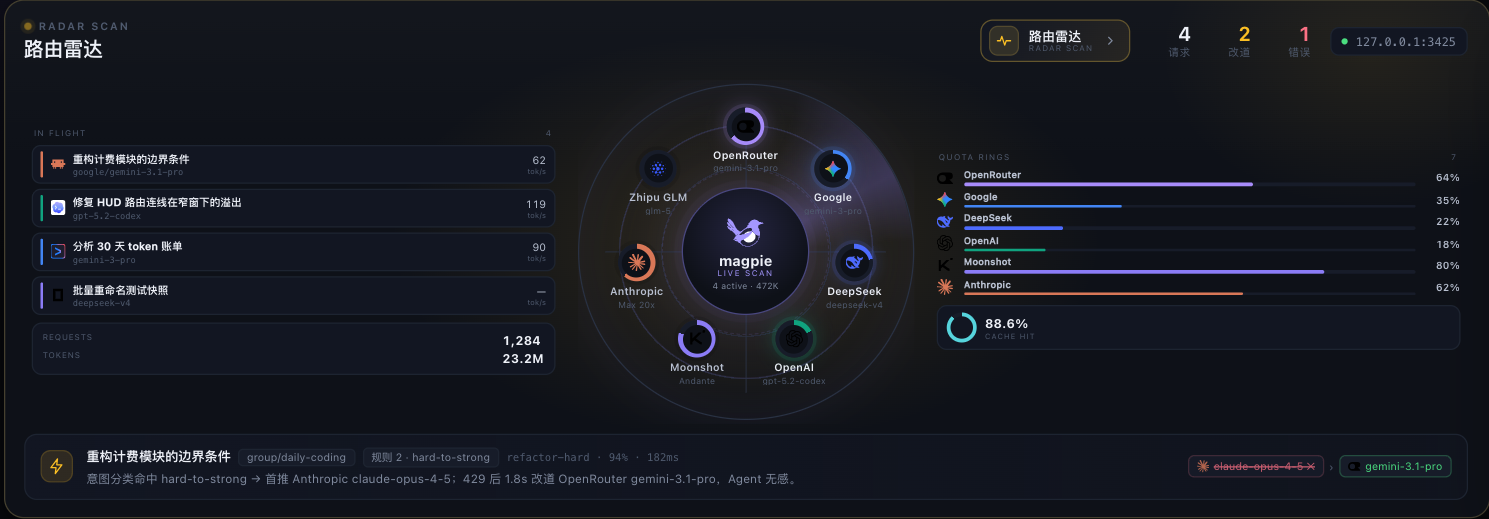 RADAR SCAN
路由雷达
路由雷达
RADAR SCAN
4
请求
2
改道
1
错误
127.0.0.1:3425
IN FLIGHT 4
重构计费模块的边界条件
google/gemini-3.1-pro
62
tok/s
修复 HUD 路由连线在窄窗下的溢出
gpt-5.2-codex
119
tok/s
分析 30 天 token 账单
gemini-3-pro
90
tok/s
批量重命名测试快照
deepseek-v4
—
tok/s
REQUESTS 1,284
TOKENS 23.2M
OpenRouter
gemini-3.1-pro
Google
gemini-3-pro
Zhipu GLM
glm-5
magpie
LIVE SCAN
4 active · 472K
Anthropic
Max 20x
DeepSeek
deepseek-v4
Moonshot
Andante
OpenAI
gpt-5.2-codex
QUOTA RINGS 7
OpenRouter 64%
Google 35%
DeepSeek 22%
OpenAI 18%
Moonshot 80%
Anthropic 62%
88.6%
CACHE HIT
重构计费模块的边界条件 group/daily-coding 规则 2 · hard-to-strong refactor-hard · 94% · 182ms
意图分类命中 hard-to-strong → 首推 Anthropic claude-opus-4-5；429 后 1.8s 改道 OpenRouter gemini-3.1-pro，Agent 无感。
claude-opus-4-5 ✕ › gemini-3.1-pro